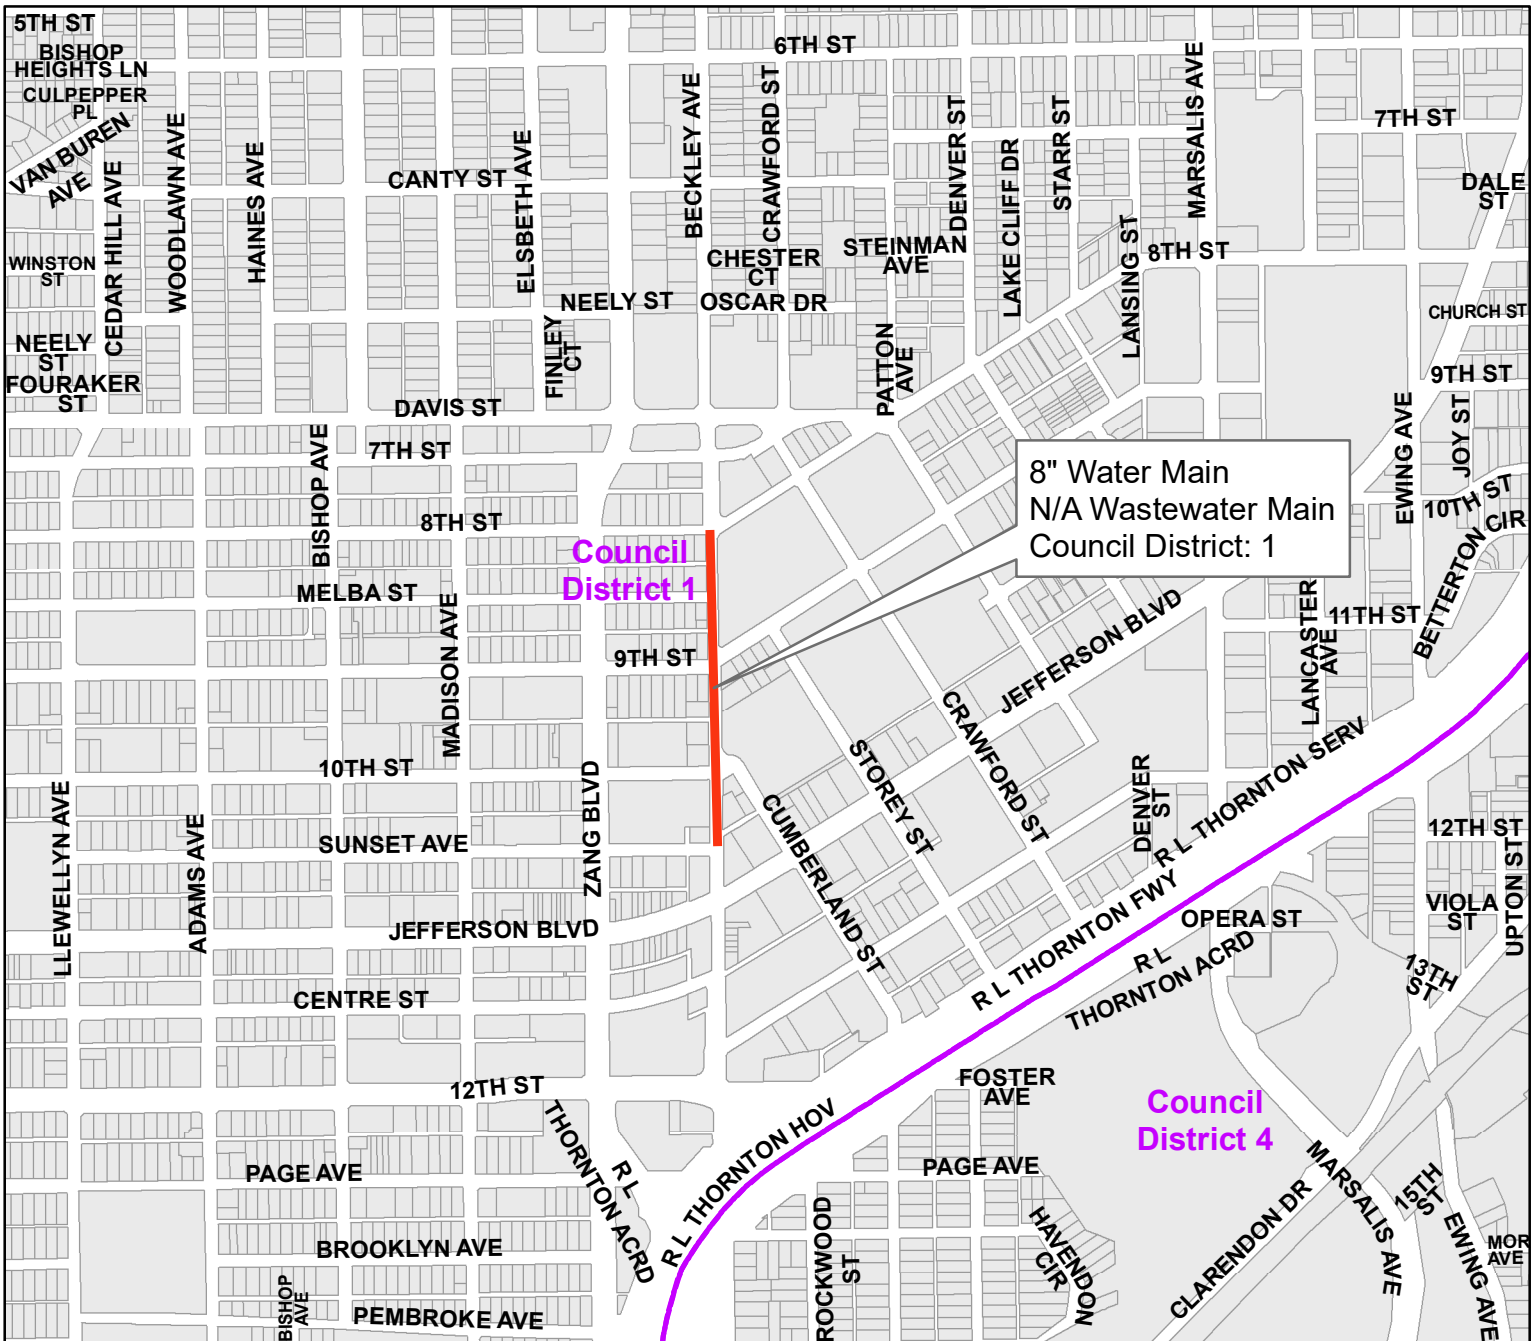 5TH ST
BISHOP
HEIGHTS LN
CULPEPPER
PL
VAN BUREN
AVE
CEDAR HILL AVE
WOODLAWN AVE
HAINES AVE
CANTY ST
ELSBETH AVE
BECKLEY AVE
6TH ST
CRAWFORD ST
DENVER ST
LAKE CLIFF DR
STARR ST
MARSALIS AVE
7TH ST
DALE
ST
WINSTON
ST
CHESTER
CT
STEINMAN
AVE
LANSING ST
8TH ST
NEELY ST
OSCAR DR
CHURCH ST
NEELY
ST
FOURAKER
ST
FINLEY
CT
PATTON
AVE
9TH ST
DAVIS ST
7TH ST
BISHOP AVE
EWING AVE
JOY ST
10TH ST
BETTERTON CIR
8" Water Main
N/A Wastewater Main
Council District: 1
8TH ST
Council
District 1
MELBA ST
MADISON AVE
9TH ST
JEFFERSON BLVD
LANCASTER
AVE
11TH ST
CRAWFORD ST
STOREY ST
10TH ST
ZANG BLVD
LLEWELLYN AVE
ADAMS AVE
SUNSET AVE
CUMBERLAND ST
DENVER
ST
R L THORNTON SERV
12TH ST
UPTON ST
VIOLA
ST
JEFFERSON BLVD
R L THORNTON FWY
OPERA ST
R L
THORNTON ACRD
13TH
ST
CENTRE ST
12TH ST
FOSTER
AVE
Council
District 4
THORNTON ACRD
R L
R L THORNTON HOV
PAGE AVE
PAGE AVE
MARSALIS AVE
15TH
ST
EWING AVE
MOR
AVE
CLARENDON DR
HAVENDON
CIR
ROCKWOOD
ST
BROOKLYN AVE
BISHOP
AVE
PEMBROKE AVE